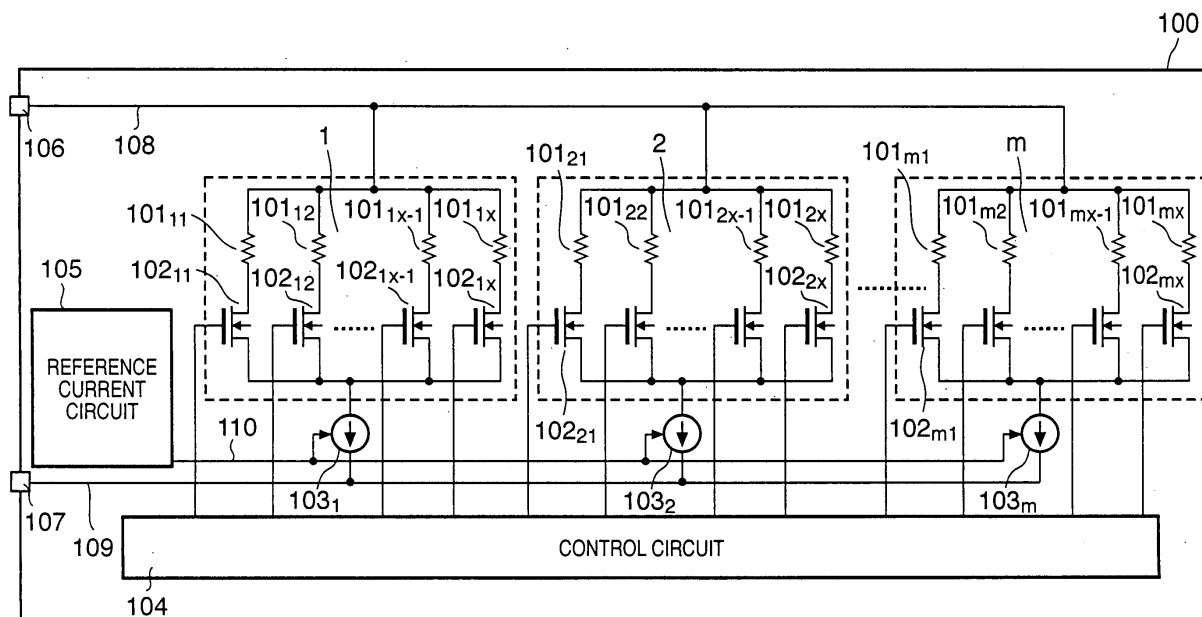 100
106
108
1
2
m
101₁₁
101₁₂
101₁ₓ₋₁
101₁ₓ
101₂₁
101₂₂
101₂ₓ₋₁
101₂ₓ
101ₘ₁
101ₘ₂
101ₘₓ₋₁
101ₘₓ
102₁₁
102₁₂
102₁ₓ₋₁
102₁ₓ
102₂ₓ
102ₘₓ
105
REFERENCE
CURRENT
CIRCUIT
110
102₂₁
102ₘ₁
103₁
103₂
103ₘ
107
109
CONTROL CIRCUIT
104